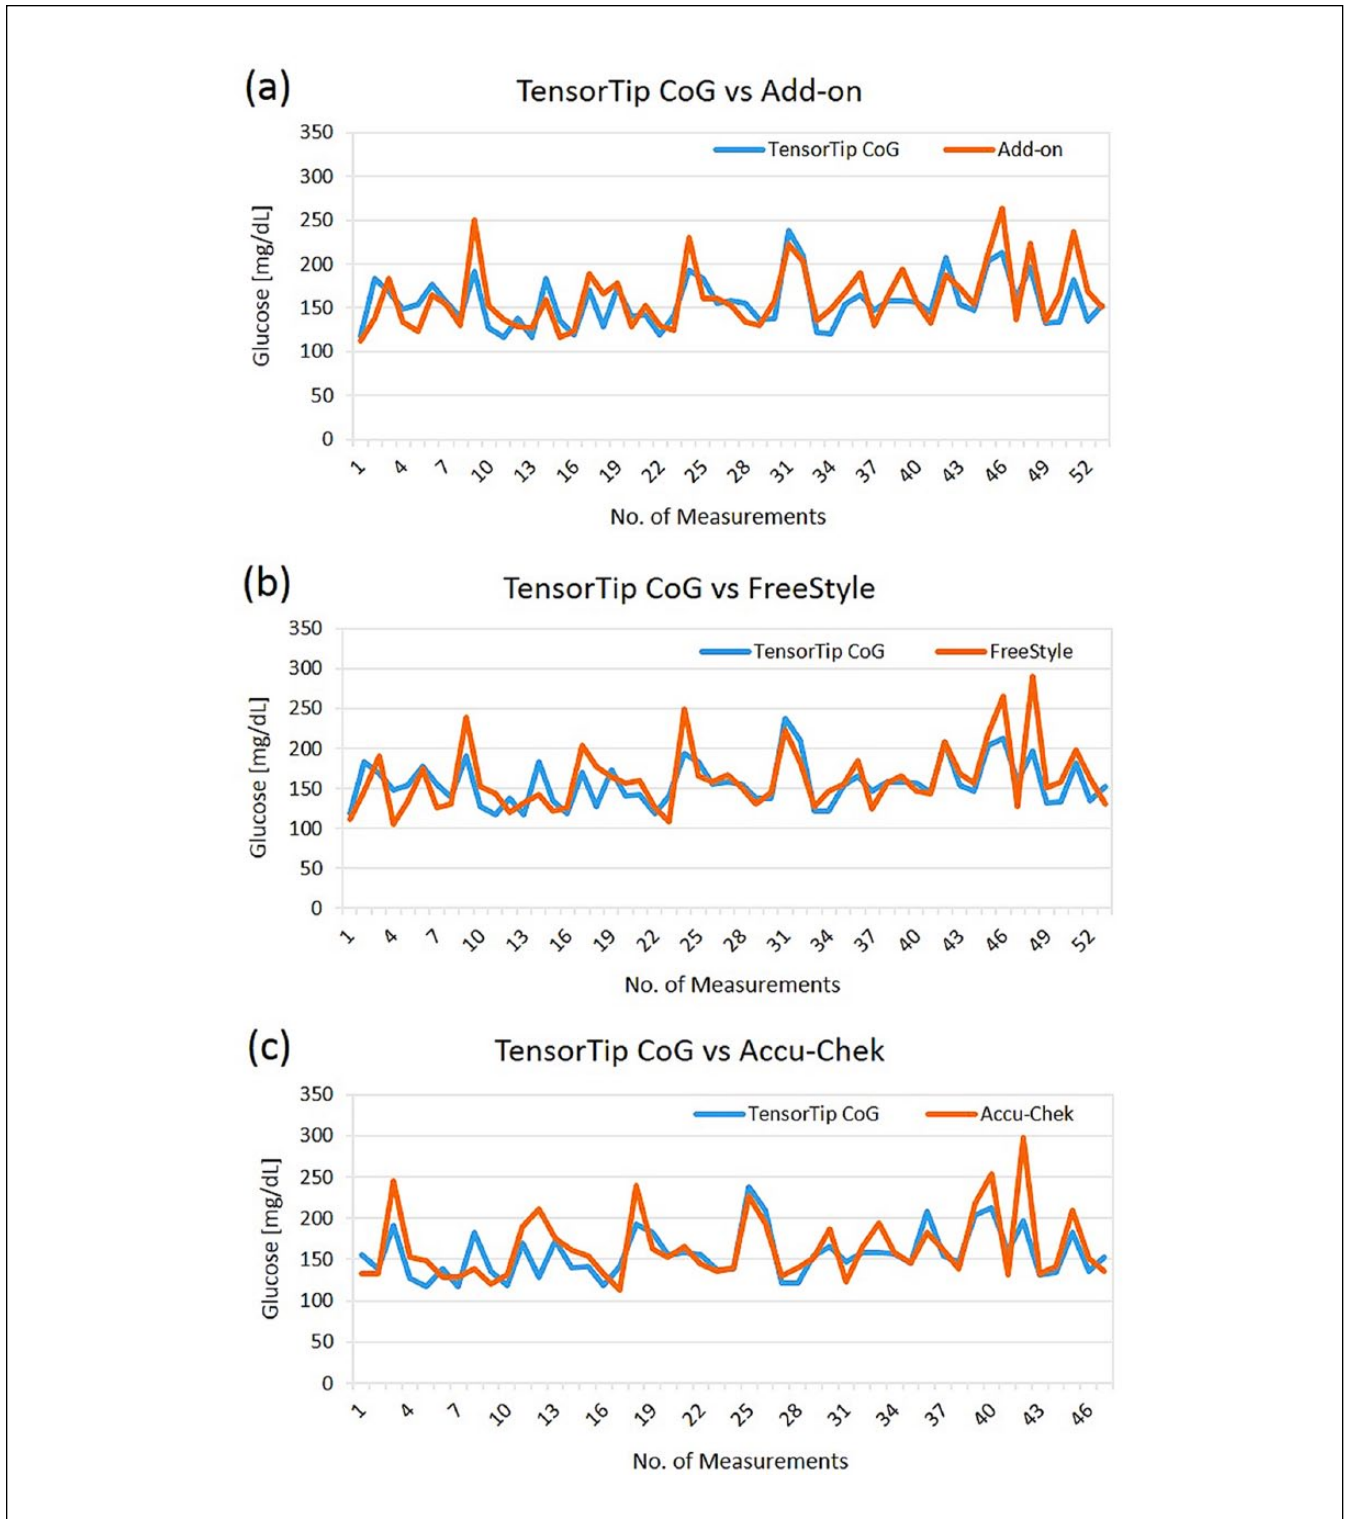 (a)
TensorTip CoG vs Add-on
TensorTip CoG Add-on
350
300
250
200
150
100
50
0
Glucose [mg/dL]
1 4 7 10 13 16 19 22 25 28 31 34 37 40 43 46 49 52
No. of Measurements
(b)
TensorTip CoG vs FreeStyle
TensorTip CoG FreeStyle
350
300
250
200
150
100
50
0
Glucose [mg/dL]
1 4 7 10 13 16 19 22 25 28 31 34 37 40 43 46 49 52
No. of Measurements
(c)
TensorTip CoG vs Accu-Chek
TensorTip CoG Accu-Chek
350
300
250
200
150
100
50
0
Glucose [mg/dL]
1 4 7 10 13 16 19 22 25 28 31 34 37 40 43 46
No. of Measurements